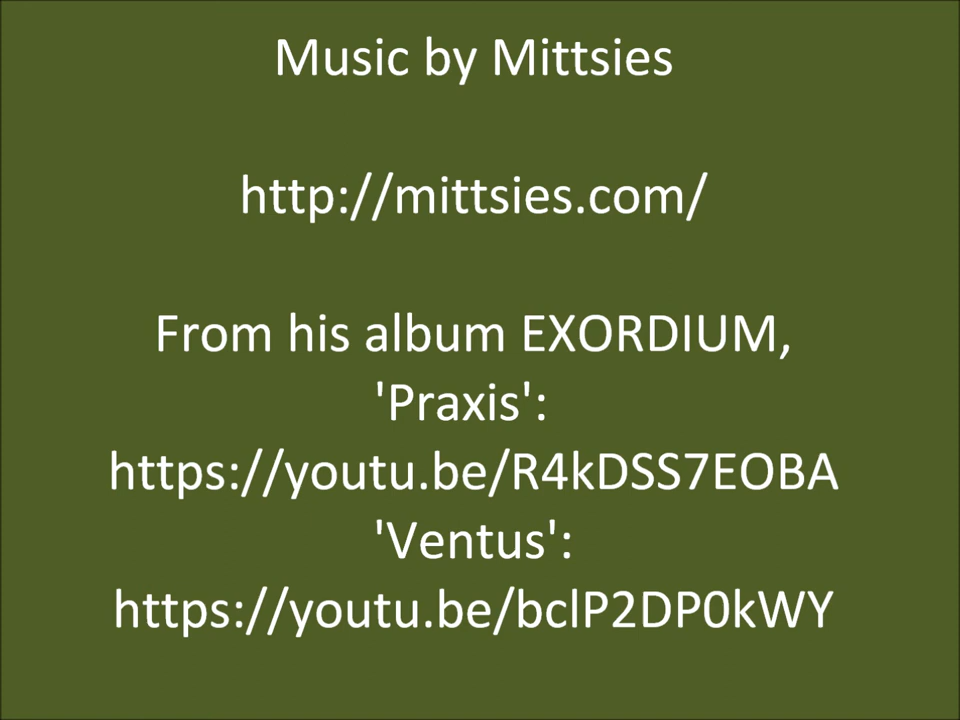 Music by Mittsies
http://mittsies.com/
From his album EXORDIUM,
'Praxis':
https://youtu.be/R4kDSS7EOBA
'Ventus':
https://youtu.be/bclP2DP0kWY